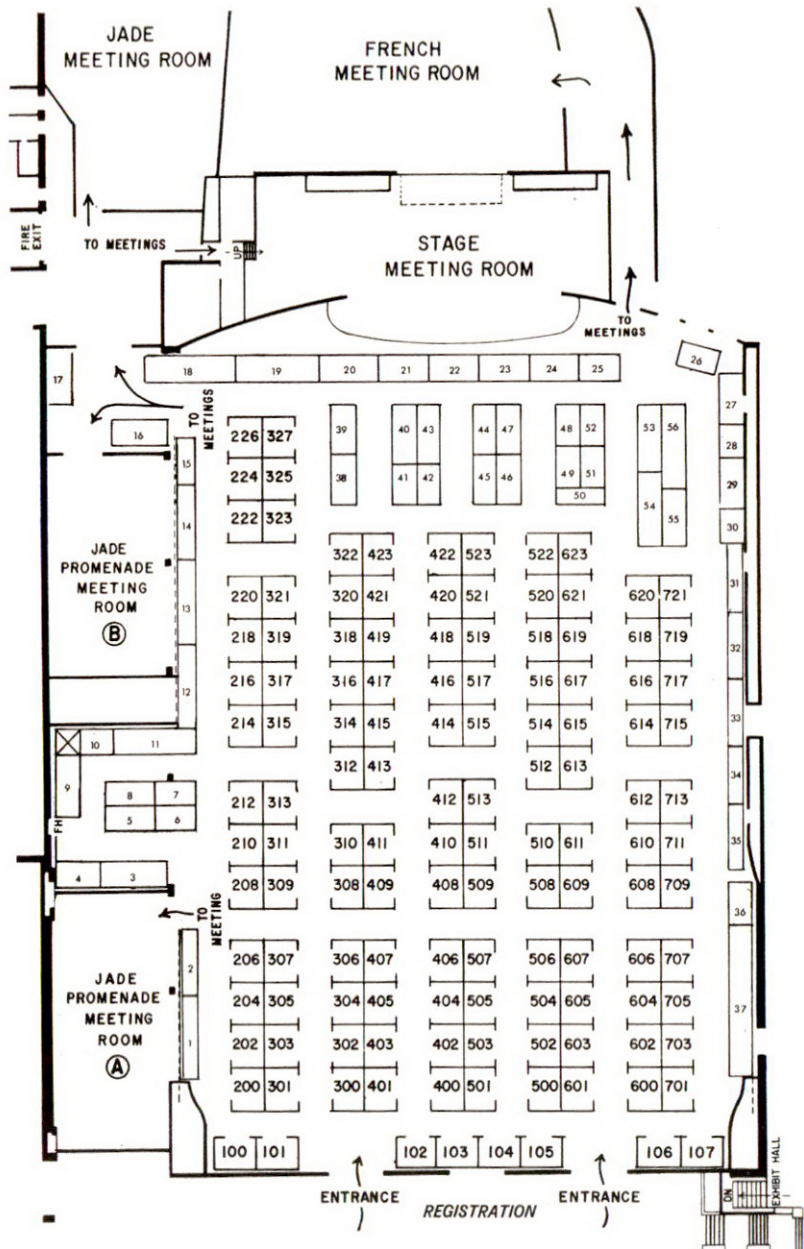 JADE
MEETING ROOM
FRENCH
MEETING ROOM
FIRE
EXIT
TO MEETINGS
UP
STAGE
MEETING ROOM
TO
MEETINGS
17
18 19 20 21 22 23 24 25
26
27
28
29
30
31
32
33
34
35
36
37
TO
MEETINGS
16
15
14
13
12
39
38
40 43
41 42
44 47
45 46
48 52
49 51
50
53 56
54 55
226 327
224 325
222 323
322 423 422 523 522 623
220 321 320 421 420 521 520 621 620 721
218 319 318 419 418 519 518 619 618 719
216 317 316 417 416 517 516 617 616 717
214 315 314 415 414 515 514 615 614 715
312 413 512 613
212 313 412 513 612 713
210 311 310 411 410 511 510 611 610 711
208 309 308 409 408 509 508 609 608 709
206 307 306 407 406 507 506 607 606 707
204 305 304 405 404 505 504 605 604 705
202 303 302 403 402 503 502 603 602 703
200 301 300 401 400 501 500 601 600 701
JADE
PROMENADE
MEETING
ROOM
B
10 11
9
8 7
5 6
FH
4 3
TO
MEETING
2
1
JADE
PROMENADE
MEETING
ROOM
A
100 101 102 103 104 105 106 107
ENTRANCE
REGISTRATION
ENTRANCE
DN
EXHIBIT HALL